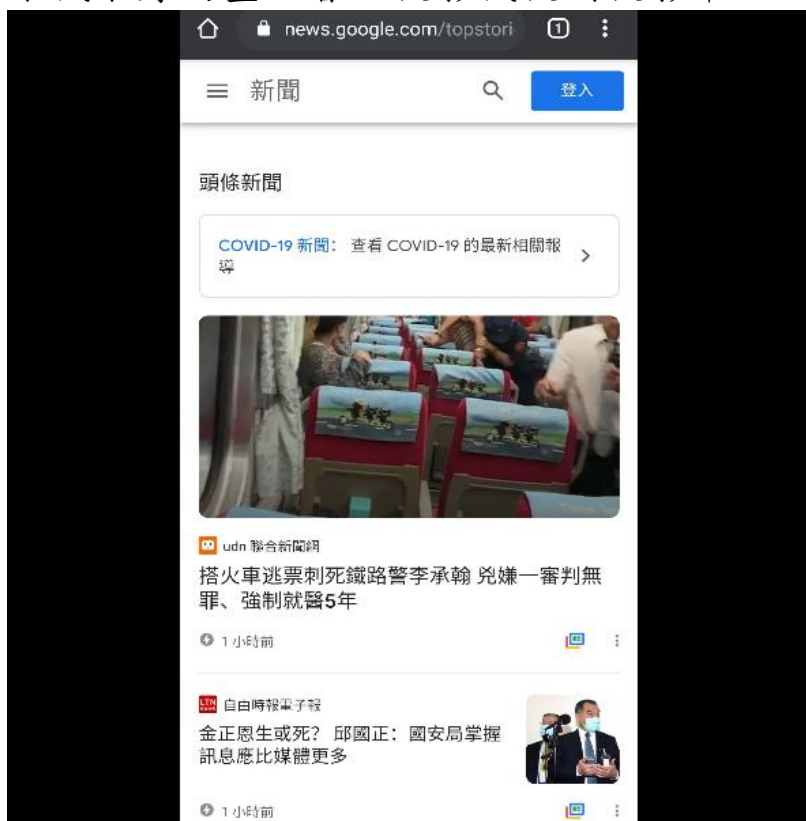 news.google.com/topstori
1
新聞
登入
頭條新聞
COVID-19 新聞： 查看 COVID-19 的最新相關報
導
udn 聯合新聞網
搭火車逃票刺死鐵路警李承翰 兇嫌一審判無
罪、強制就醫5年
1 小時前
LTN
自由時報電子報
金正恩生或死？ 邱國正：國安局掌握
訊息應比媒體更多
1 小時前